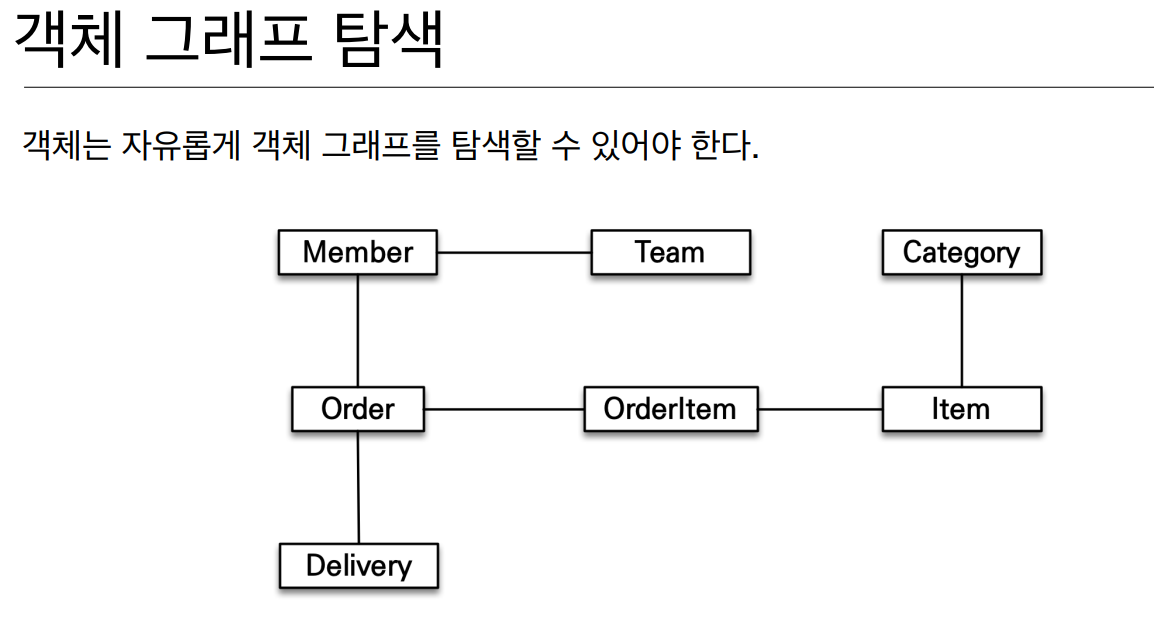 객체 그래프 탐색
객체는 자유롭게 객체 그래프를 탐색할 수 있어야 한다.
Member
Team
Category
Order
OrderItem
Item
Delivery